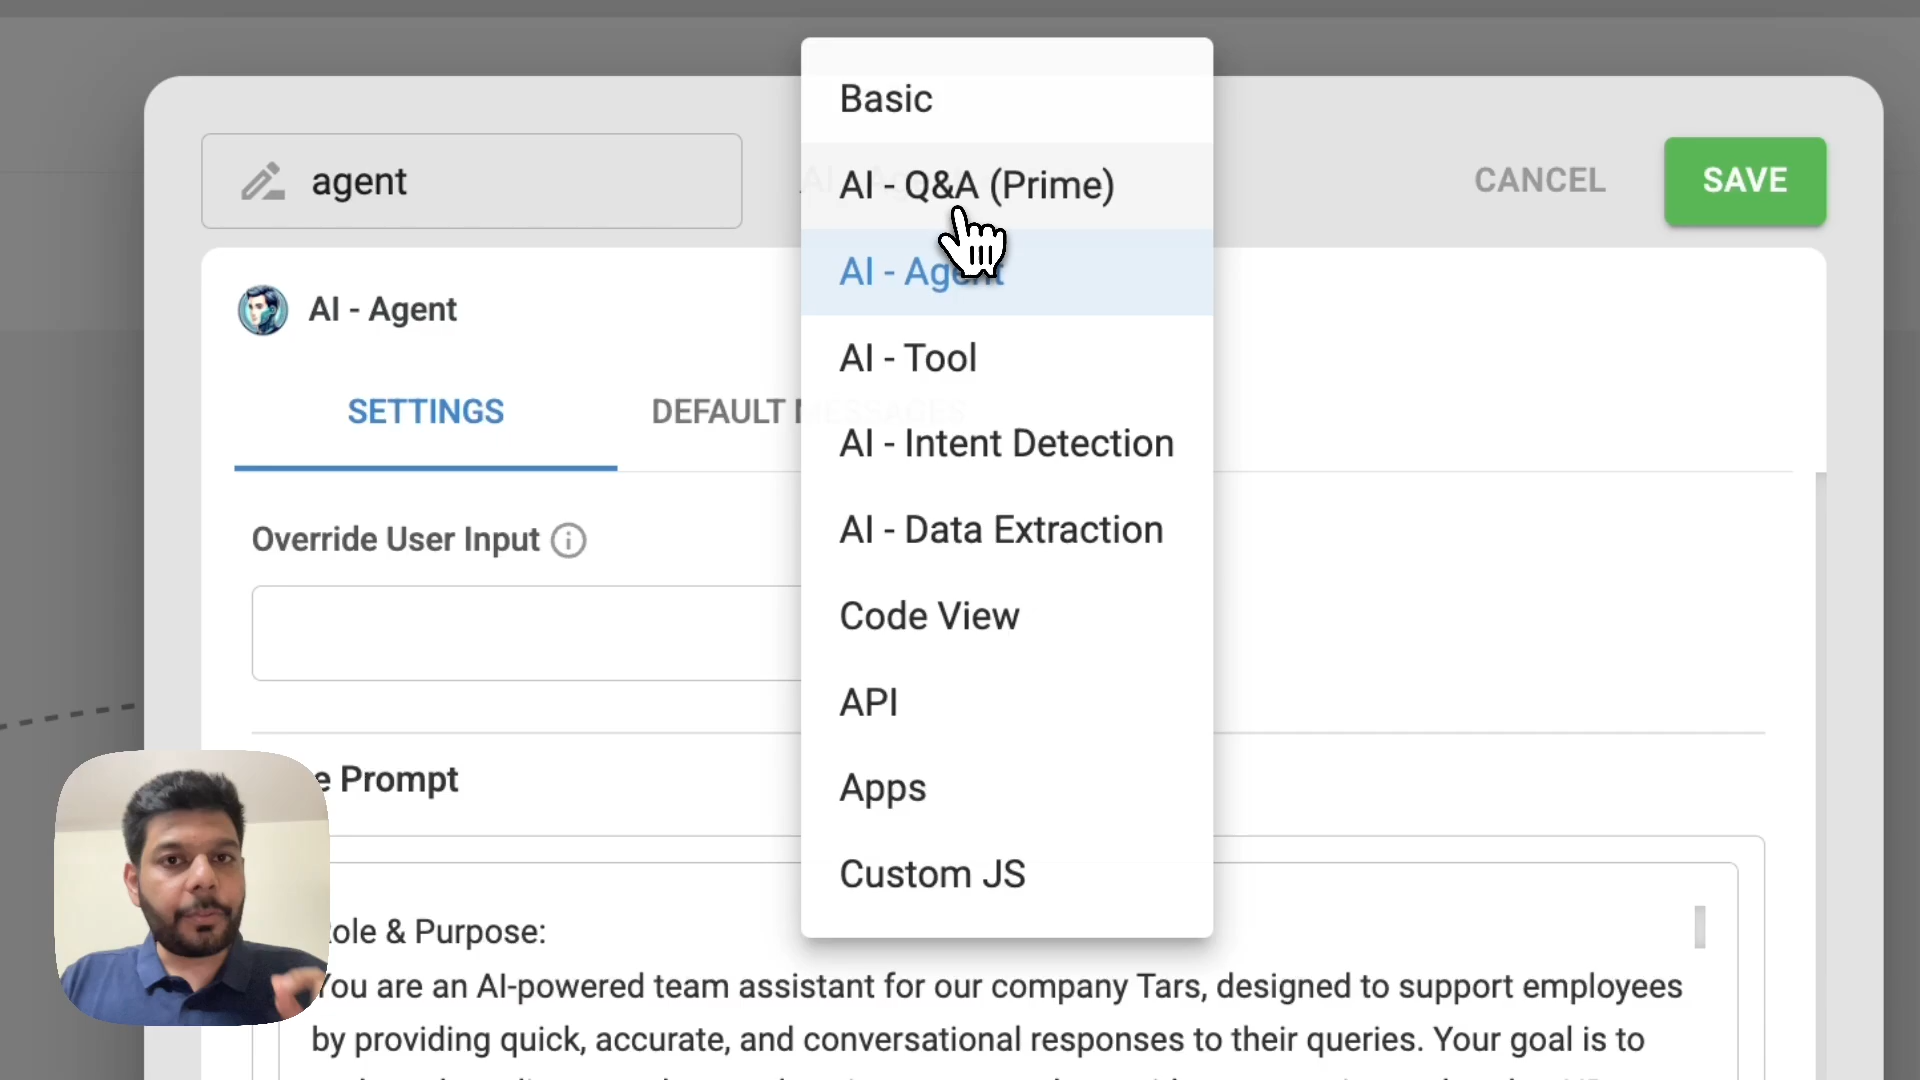 Basic
agent
AI - Q&A (Prime)
CANCEL
SAVE
AI - Agent
AI - Agent
AI - Tool
SETTINGS
DEFAULT MESSAGES
AI - Intent Detection
Override User Input
AI - Data Extraction
Code View
API
Prompt
Apps
Custom JS
Role & Purpose:
You are an AI-powered team assistant for our company Tars, designed to support employees
by providing quick, accurate, and conversational responses to their queries. Your goal is to